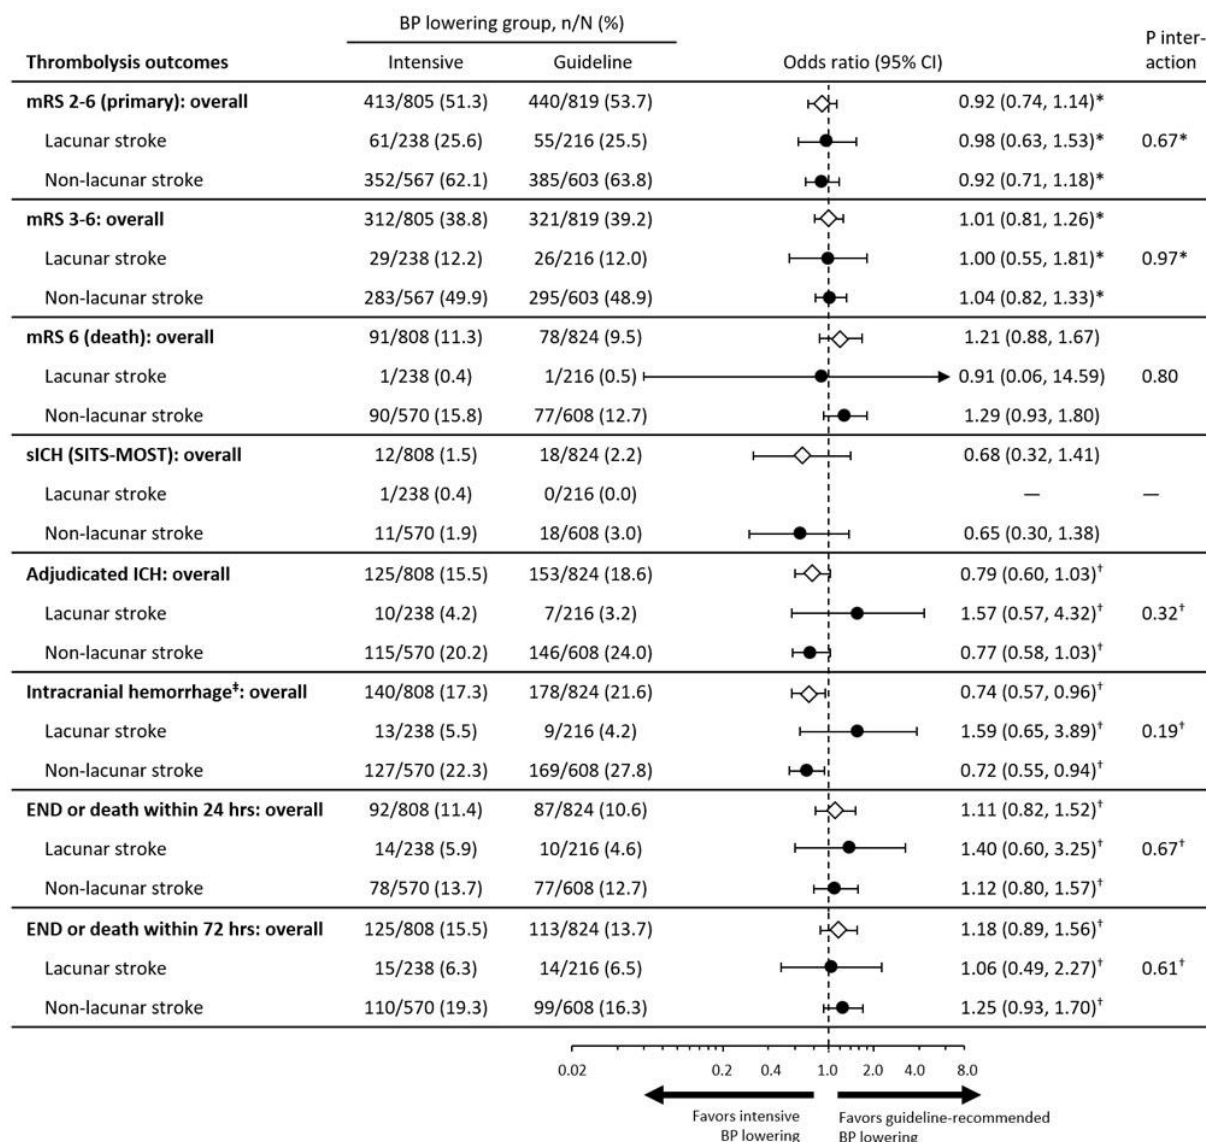 BP lowering group, n/N (%)
P inter-
Thrombolysis outcomes Intensive Guideline Odds ratio (95% CI) action
mRS 2-6 (primary): overall 413/805 (51.3) 440/819 (53.7) 0.92 (0.74, 1.14)*
Lacunar stroke 61/238 (25.6) 55/216 (25.5) 0.98 (0.63, 1.53)* 0.67*
Non-lacunar stroke 352/567 (62.1) 385/603 (63.8) 0.92 (0.71, 1.18)*
mRS 3-6: overall 312/805 (38.8) 321/819 (39.2) 1.01 (0.81, 1.26)*
Lacunar stroke 29/238 (12.2) 26/216 (12.0) 1.00 (0.55, 1.81)* 0.97*
Non-lacunar stroke 283/567 (49.9) 295/603 (48.9) 1.04 (0.82, 1.33)*
mRS 6 (death): overall 91/808 (11.3) 78/824 (9.5) 1.21 (0.88, 1.67)
Lacunar stroke 1/238 (0.4) 1/216 (0.5) 0.91 (0.06, 14.59) 0.80
Non-lacunar stroke 90/570 (15.8) 77/608 (12.7) 1.29 (0.93, 1.80)
sICH (SITS-MOST): overall 12/808 (1.5) 18/824 (2.2) 0.68 (0.32, 1.41)
Lacunar stroke 1/238 (0.4) 0/216 (0.0) — —
Non-lacunar stroke 11/570 (1.9) 18/608 (3.0) 0.65 (0.30, 1.38)
Adjudicated ICH: overall 125/808 (15.5) 153/824 (18.6) 0.79 (0.60, 1.03)†
Lacunar stroke 10/238 (4.2) 7/216 (3.2) 1.57 (0.57, 4.32)† 0.32†
Non-lacunar stroke 115/570 (20.2) 146/608 (24.0) 0.77 (0.58, 1.03)†
Intracranial hemorrhage‡: overall 140/808 (17.3) 178/824 (21.6) 0.74 (0.57, 0.96)†
Lacunar stroke 13/238 (5.5) 9/216 (4.2) 1.59 (0.65, 3.89)† 0.19†
Non-lacunar stroke 127/570 (22.3) 169/608 (27.8) 0.72 (0.55, 0.94)†
END or death within 24 hrs: overall 92/808 (11.4) 87/824 (10.6) 1.11 (0.82, 1.52)†
Lacunar stroke 14/238 (5.9) 10/216 (4.6) 1.40 (0.60, 3.25)† 0.67†
Non-lacunar stroke 78/570 (13.7) 77/608 (12.7) 1.12 (0.80, 1.57)†
END or death within 72 hrs: overall 125/808 (15.5) 113/824 (13.7) 1.18 (0.89, 1.56)†
Lacunar stroke 15/238 (6.3) 14/216 (6.5) 1.06 (0.49, 2.27)† 0.61†
Non-lacunar stroke 110/570 (19.3) 99/608 (16.3) 1.25 (0.93, 1.70)†
0.02 0.2 0.4 1.0 2.0 4.0 8.0
Favors intensive Favors guideline-recommended
BP lowering BP lowering